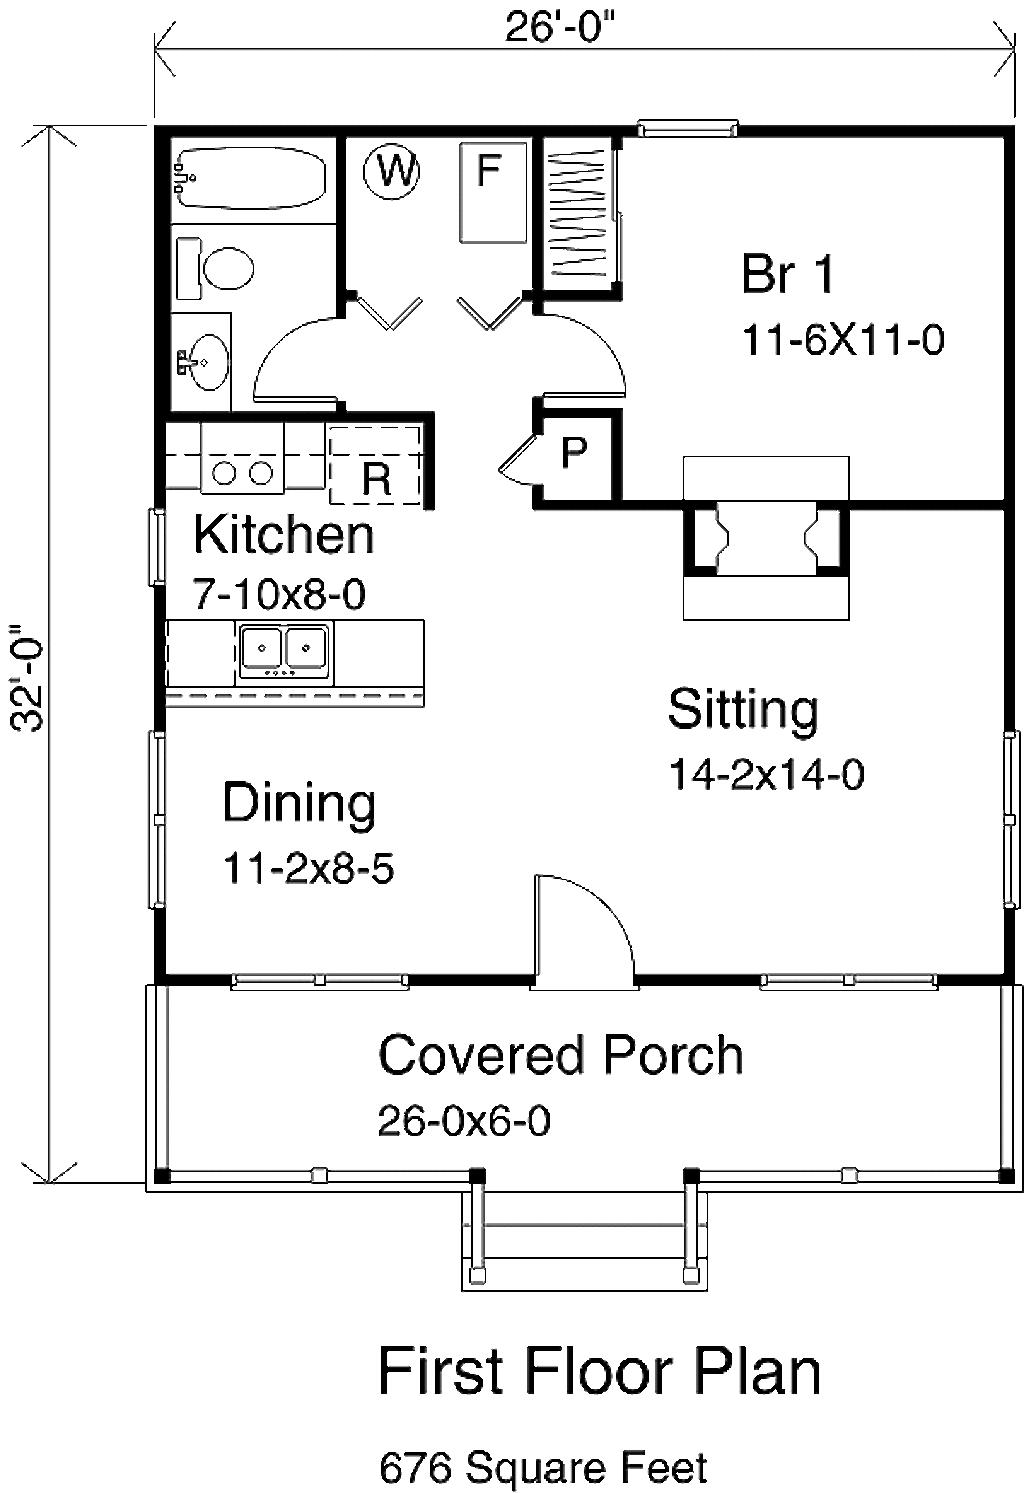 26'-0"
32'-0"
W
F
Br 1
11-6X11-0
P
R
Kitchen
7-10x8-0
Sitting
14-2x14-0
Dining
11-2x8-5
Covered Porch
26-0x6-0
First Floor Plan
676 Square Feet